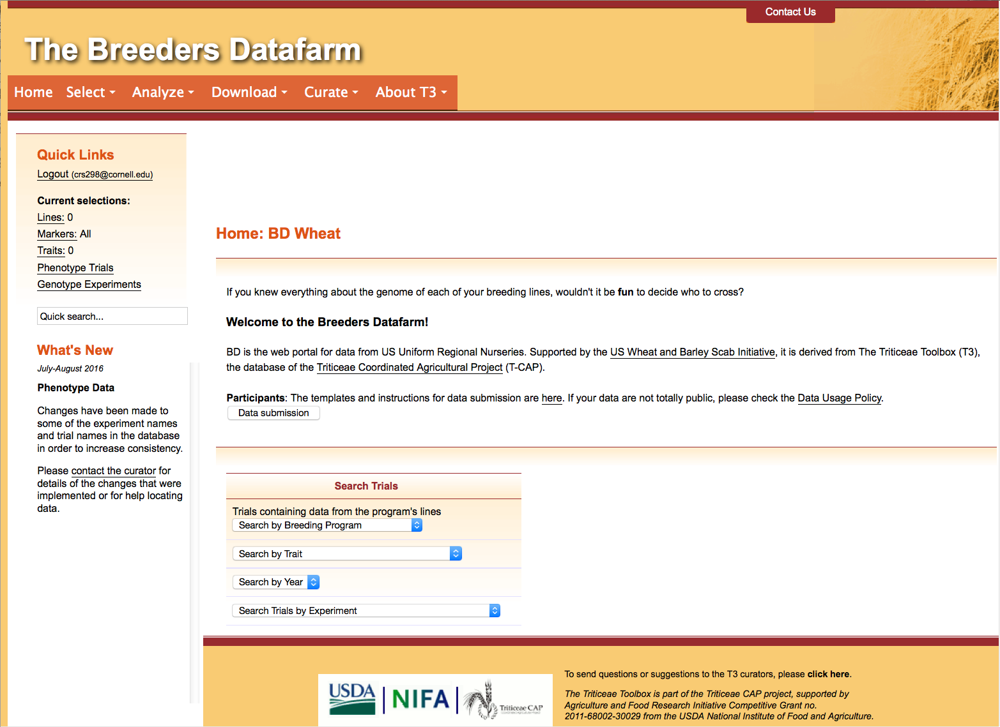 Contact Us
The Breeders Datafarm
Home Select Analyze Download Curate About T3
Quick Links
Logout (crs298@cornell.edu)
Current selections:
Lines: 0
Markers: All
Traits: 0
Phenotype Trials
Genotype Experiments
Quick search...
What's New
July-August 2016
Phenotype Data
Changes have been made to
some of the experiment names
and trial names in the database
in order to increase consistency.
Please contact the curator for
details of the changes that were
implemented or for help locating
data.
Home: BD Wheat
If you knew everything about the genome of each of your breeding lines, wouldn't it be fun to decide who to cross?
Welcome to the Breeders Datafarm!
BD is the web portal for data from US Uniform Regional Nurseries. Supported by the US Wheat and Barley Scab Initiative, it is derived from The Triticeae Toolbox (T3),
the database of the Triticeae Coordinated Agricultural Project (T-CAP).
Participants: The templates and instructions for data submission are here. If your data are not totally public, please check the Data Usage Policy.
Data submission
Search Trials
Trials containing data from the program's lines
Search by Breeding Program
Search by Trait
Search by Year
Search Trials by Experiment
USDA NIFA Triticeae CAP
To send questions or suggestions to the T3 curators, please click here.
The Triticeae Toolbox is part of the Triticeae CAP project, supported by
Agriculture and Food Research Initiative Competitive Grant no.
2011-68002-30029 from the USDA National Institute of Food and Agriculture.